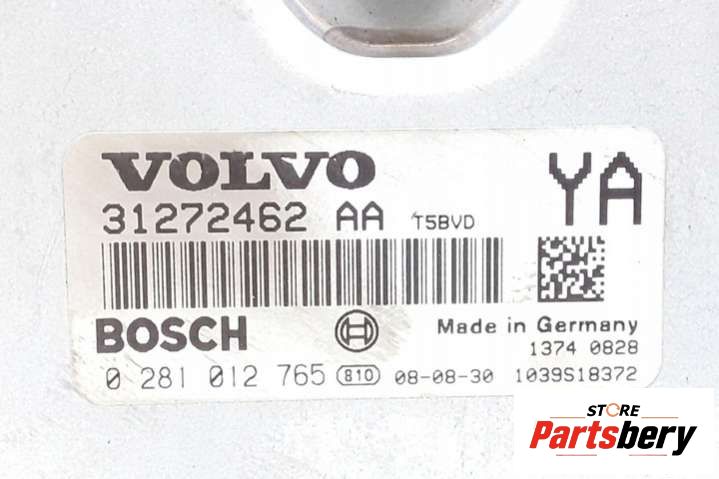 VOLVO
YA
31272462 AA T5BVD
BOSCH
Made in Germany
1374 0828
0 281 012 765 810 08-08-30 1039S18372
STORE
Partsbery